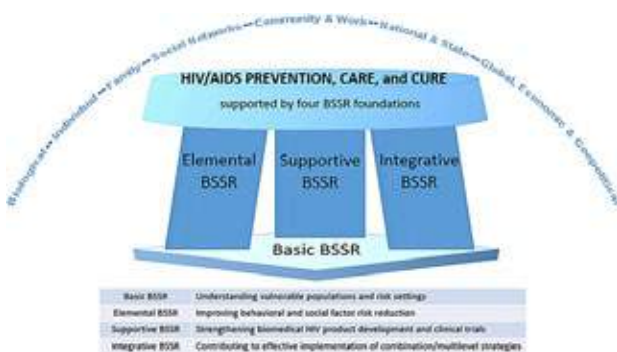 Biological--Individual--Family--Social Networks--Community & Work--National & State--Global, Economic & Geopolitical
HIV/AIDS PREVENTION, CARE, and CURE
supported by four BSSR foundations
Elemental BSSR
Supportive BSSR
Integrative BSSR
Basic BSSR
Basic BSSR Understanding vulnerable populations and risk settings
Elemental BSSR Improving behavioral and social factor risk reduction
Supportive BSSR Strengthening biomedical HIV product development and clinical trials
Integrative BSSR Contributing to effective implementation of combination/multilevel strategies